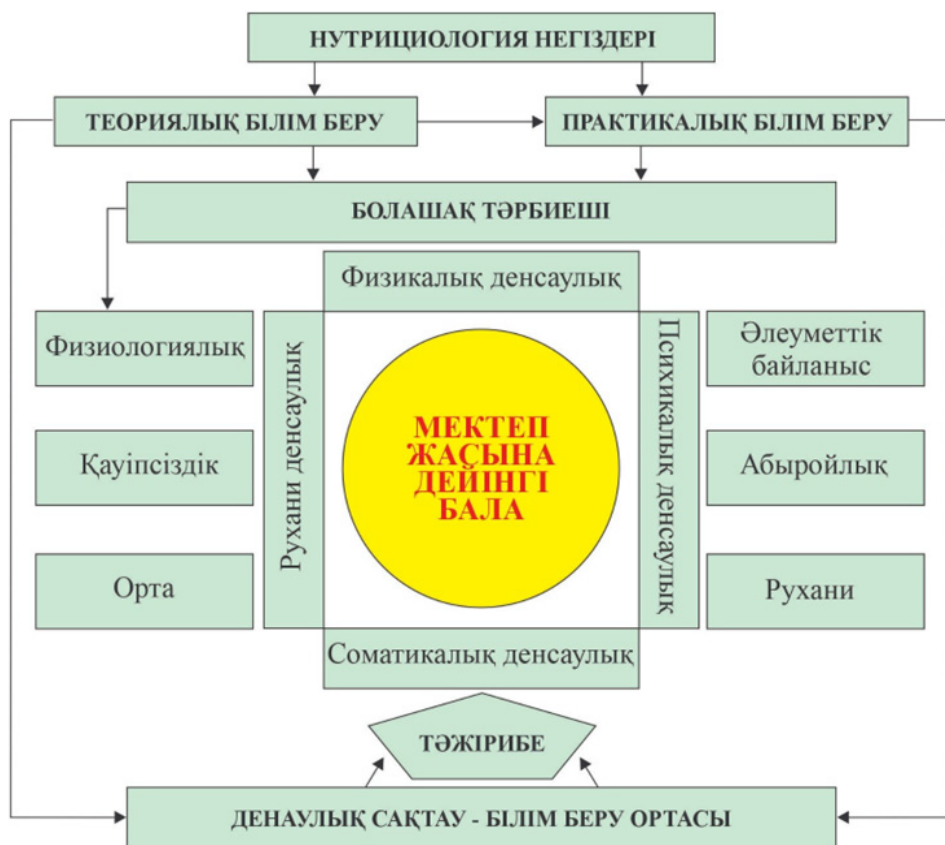 НУТРИЦИОЛОГИЯ НЕГІЗДЕРІ
ТЕОРИЯЛЫҚ БІЛІМ БЕРУ
ПРАКТИКАЛЫҚ БІЛІМ БЕРУ
БОЛАШАҚ ТӘРБИЕШІ
Физикалық денсаулық
Физиологиялық
Қауіпсіздік
Орта
Рухани денсаулық
МЕКТЕП
ЖАСЫНА
ДЕЙІНГІ
БАЛА
Психикалық денсаулық
Әлеуметтік
байланыс
Абыройлық
Рухани
Соматикалық денсаулық
ТӘЖІРИБЕ
ДЕНАУЛЫҚ САҚТАУ - БІЛІМ БЕРУ ОРТАСЫ